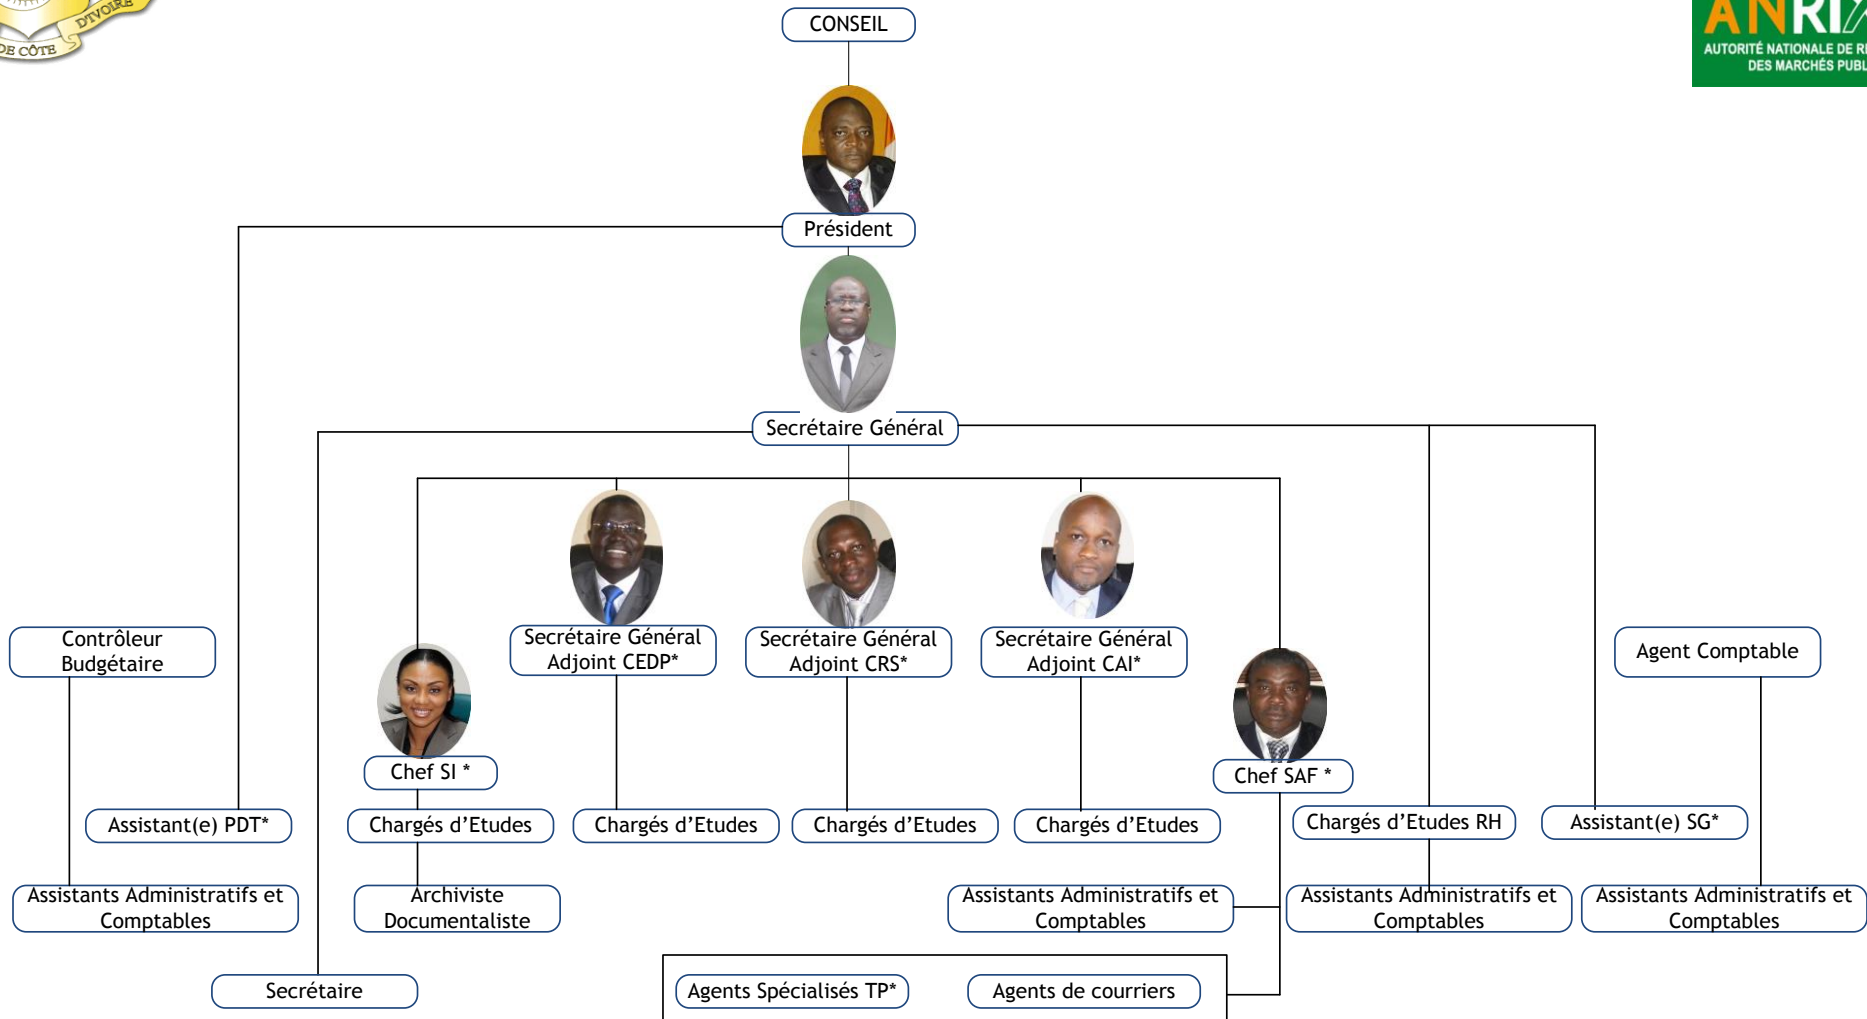 D'IVOIRE
DE CÔTE
CONSEIL
AUTORITÉ NATIONALE DE
DES MARCHÉS
Président
Secrétaire Général
Contrôleur
Budgétaire
Secrétaire Général
Adjoint CEDP*
Secrétaire Général
Adjoint CRS*
Secrétaire Général
Adjoint CAI*
Agent Comptable
Chef SI *
Chef SAF *
Assistant(e) PDT*
Chargés d’Etudes
Chargés d’Etudes
Chargés d’Etudes
Chargés d’Etudes
Chargés d’Etudes RH
Assistant(e) SG*
Assistants Administratifs et
Comptables
Archiviste
Documentaliste
Assistants Administratifs et
Comptables
Assistants Administratifs et
Comptables
Assistants Administratifs et
Comptables
Secrétaire
Agents Spécialisés TP*
Agents de courriers